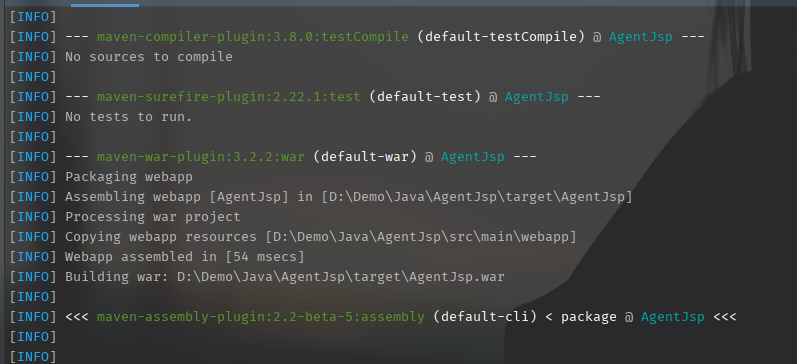 [INFO]
[INFO] --- maven-compiler-plugin:3.8.0:testCompile (default-testCompile) @ AgentJsp ---
[INFO] No sources to compile
[INFO]
[INFO] --- maven-surefire-plugin:2.22.1:test (default-test) @ AgentJsp ---
[INFO] No tests to run.
[INFO]
[INFO] --- maven-war-plugin:3.2.2:war (default-war) @ AgentJsp ---
[INFO] Packaging webapp
[INFO] Assembling webapp [AgentJsp] in [D:\Demo\Java\AgentJsp\target\AgentJsp]
[INFO] Processing war project
[INFO] Copying webapp resources [D:\Demo\Java\AgentJsp\src\main\webapp]
[INFO] Webapp assembled in [54 msecs]
[INFO] Building war: D:\Demo\Java\AgentJsp\target\AgentJsp.war
[INFO]
[INFO] <<< maven-assembly-plugin:2.2-beta-5:assembly (default-cli) < package @ AgentJsp <<<
[INFO]
[INFO]